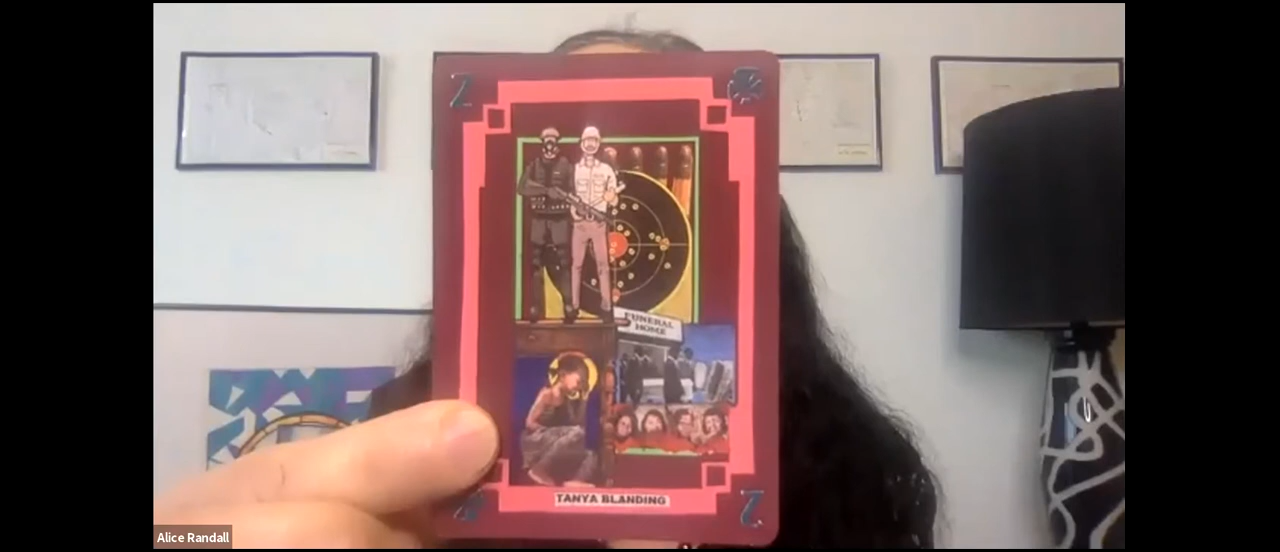 2
FUNERAL
HOME
TANYA BLANDING
2
Alice Randall